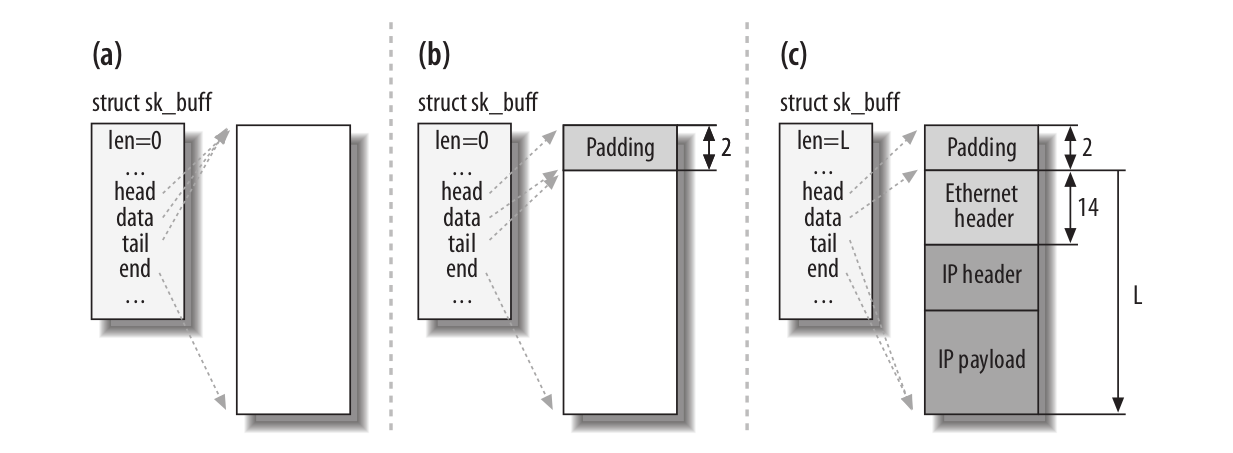 (a)
struct sk_buff
len=0
...
head
data
tail
end
...
(b)
struct sk_buff
len=0
...
head
data
tail
end
...
Padding
2
(c)
struct sk_buff
len=L
...
head
data
tail
end
...
Padding
2
Ethernet
header
14
IP header
IP payload
L